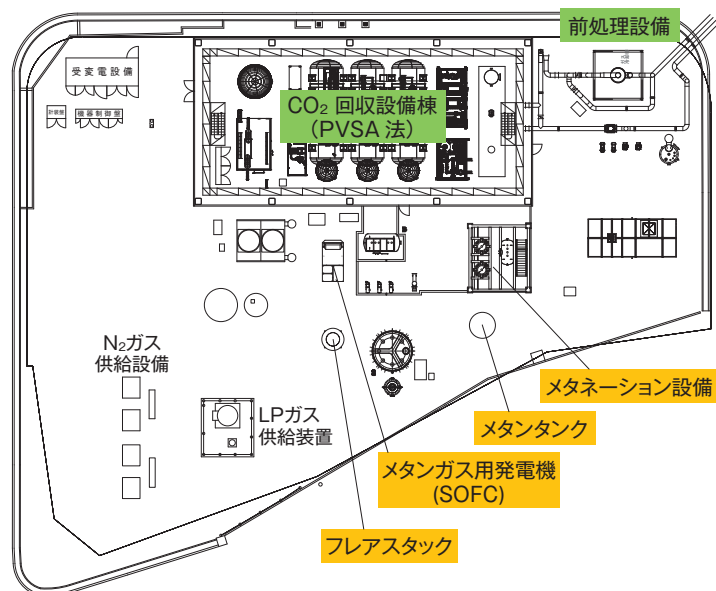 前処理設備
受変電設備
計装盤
機器制御盤
CO₂ 回収設備棟
(PVSA 法)
N₂ガス
供給設備
LPガス
供給装置
メタネーション設備
メタンタンク
メタンガス用発電機
(SOFC)
フレアスタック